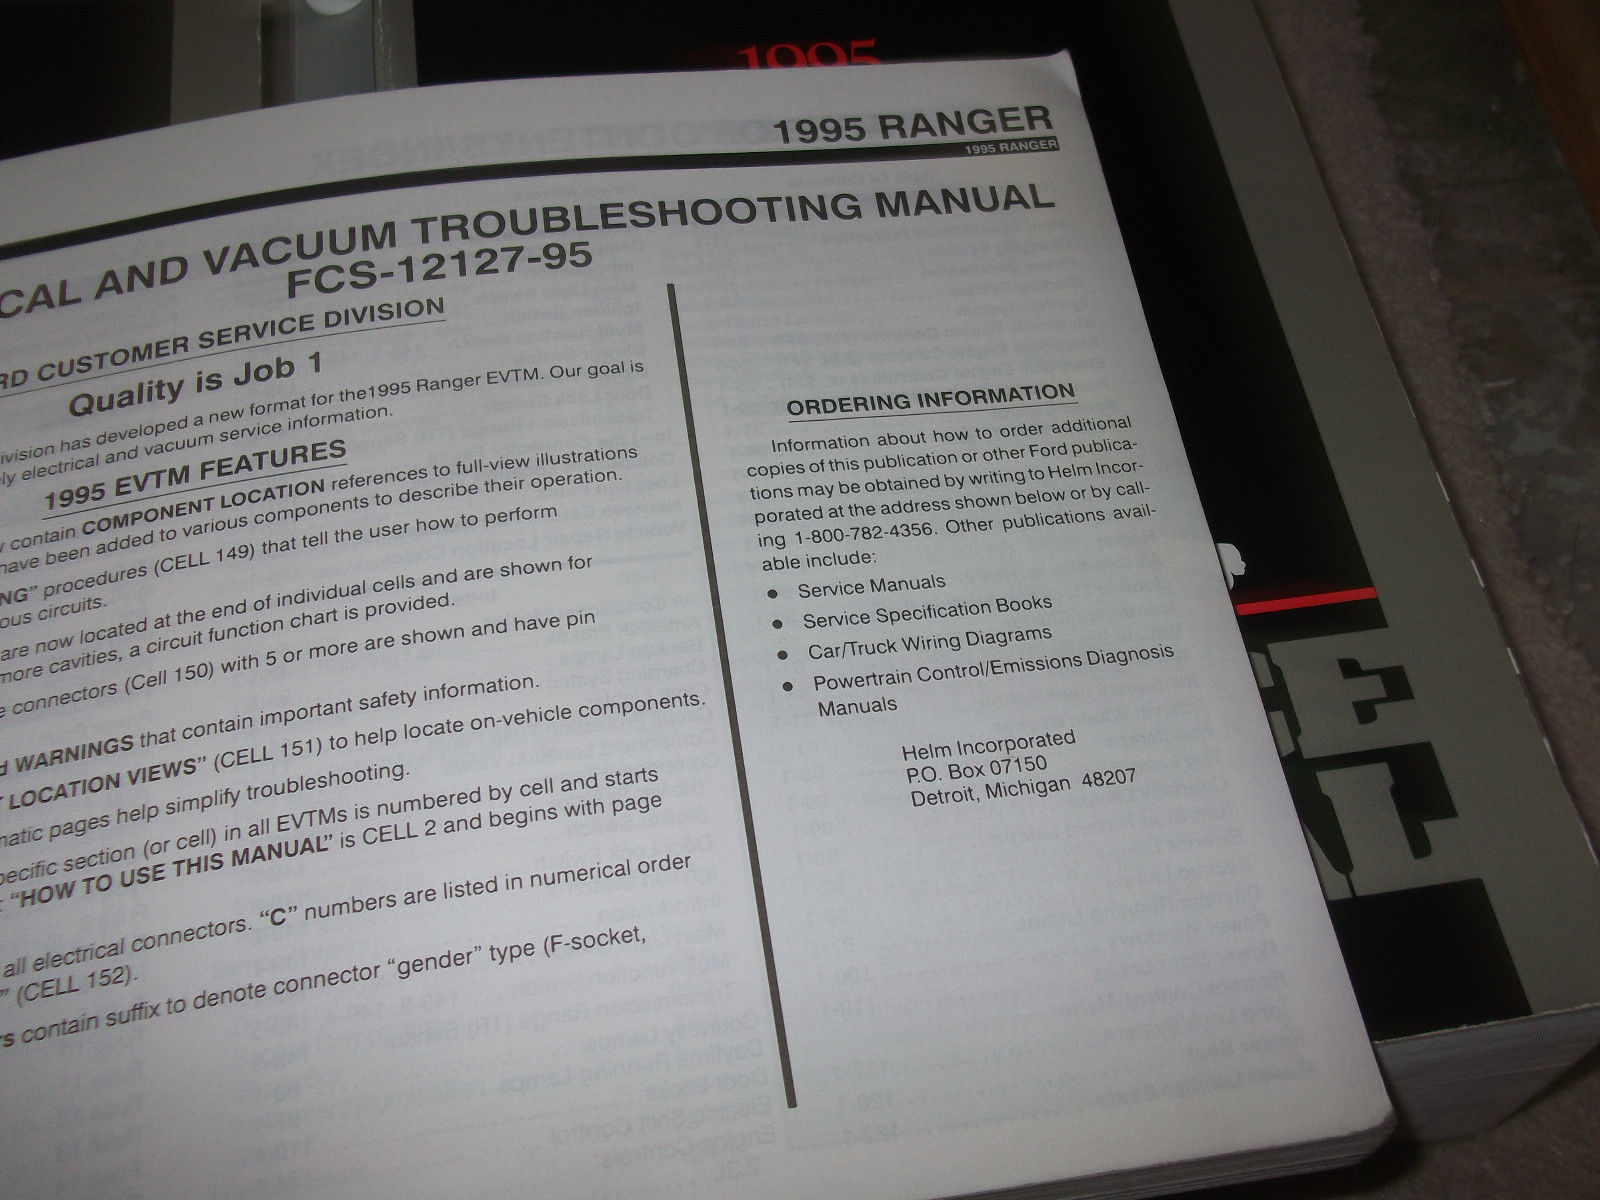 1995
1995 RANGER
1995 RANGER
CAL AND VACUUM TROUBLESHOOTING MANUAL
FCS-12127-95
RD CUSTOMER SERVICE DIVISION
Quality is Job 1
ivision has developed a new format for the1995 Ranger EVTM. Our goal is
ly electrical and vacuum service information.
1995 EVTM FEATURES
contain COMPONENT LOCATION references to full-view illustrations
have been added to various components to describe their operation.
NG” procedures (CELL 149) that tell the user how to perform
ous circuits.
are now located at the end of individual cells and are shown for
more cavities, a circuit function chart is provided.
e connectors (Cell 150) with 5 or more are shown and have pin
d WARNINGS that contain important safety information.
LOCATION VIEWS” (CELL 151) to help locate on-vehicle components.
matic pages help simplify troubleshooting.
pecific section (or cell) in all EVTMs is numbered by cell and starts
: “HOW TO USE THIS MANUAL” is CELL 2 and begins with page
all electrical connectors. “C” numbers are listed in numerical order
” (CELL 152).
rs contain suffix to denote connector “gender” type (F-socket,
ORDERING INFORMATION
Information about how to order additional
copies of this publication or other Ford publica-
tions may be obtained by writing to Helm Incor-
porated at the address shown below or by call-
ing 1-800-782-4356. Other publications avail-
able include:
● Service Manuals
● Service Specification Books
● Car/Truck Wiring Diagrams
● Powertrain Control/Emissions Diagnosis
Manuals
Helm Incorporated
P.O. Box 07150
Detroit, Michigan 48207
CE
AL